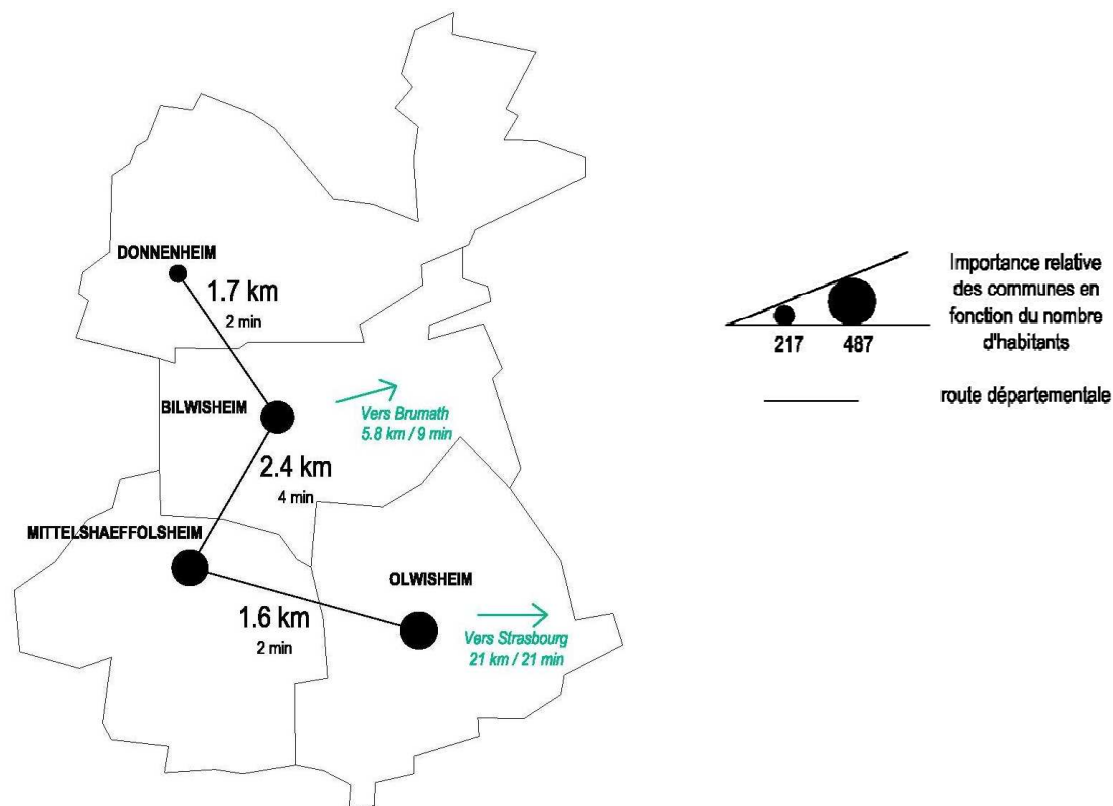 DONNENHEIM
1.7 km
2 min
BILWISHEIM
Vers Brumath
5.8 km / 9 min
2.4 km
4 min
MITTELSHAEFFOLSHEIM
OLWISHEIM
1.6 km
2 min
Vers Strasbourg
21 km / 21 min
217
487
Importance relative
des communes en
fonction du nombre
d'habitants
route départementale